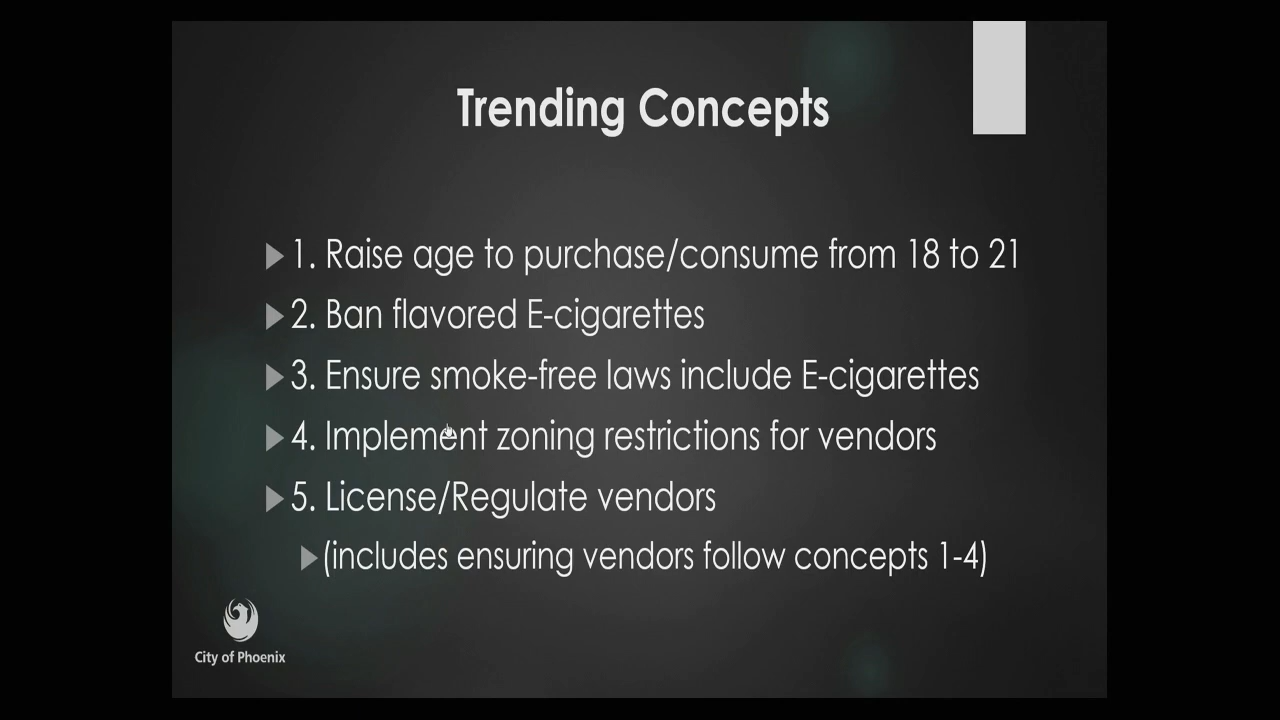 Trending Concepts
1. Raise age to purchase/consume from 18 to 21
2. Ban flavored E-cigarettes
3. Ensure smoke-free laws include E-cigarettes
4. Implement zoning restrictions for vendors
5. License/Regulate vendors
(includes ensuring vendors follow concepts 1-4)
City of Phoenix